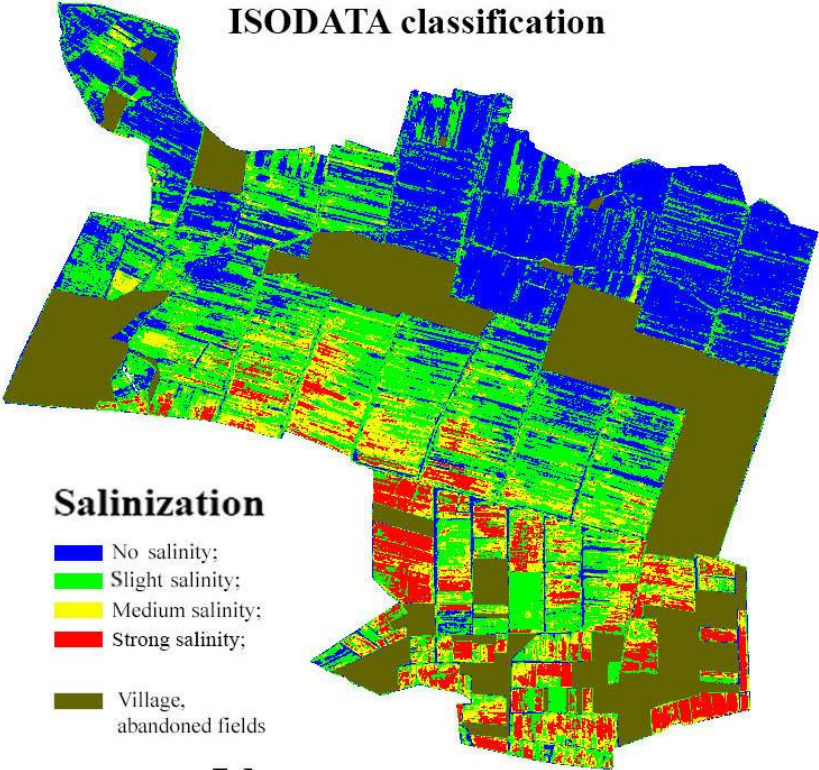 ISODATA classification
Salinization
No salinity;
Slight salinity;
Medium salinity;
Strong salinity;
Village,
abandoned fields